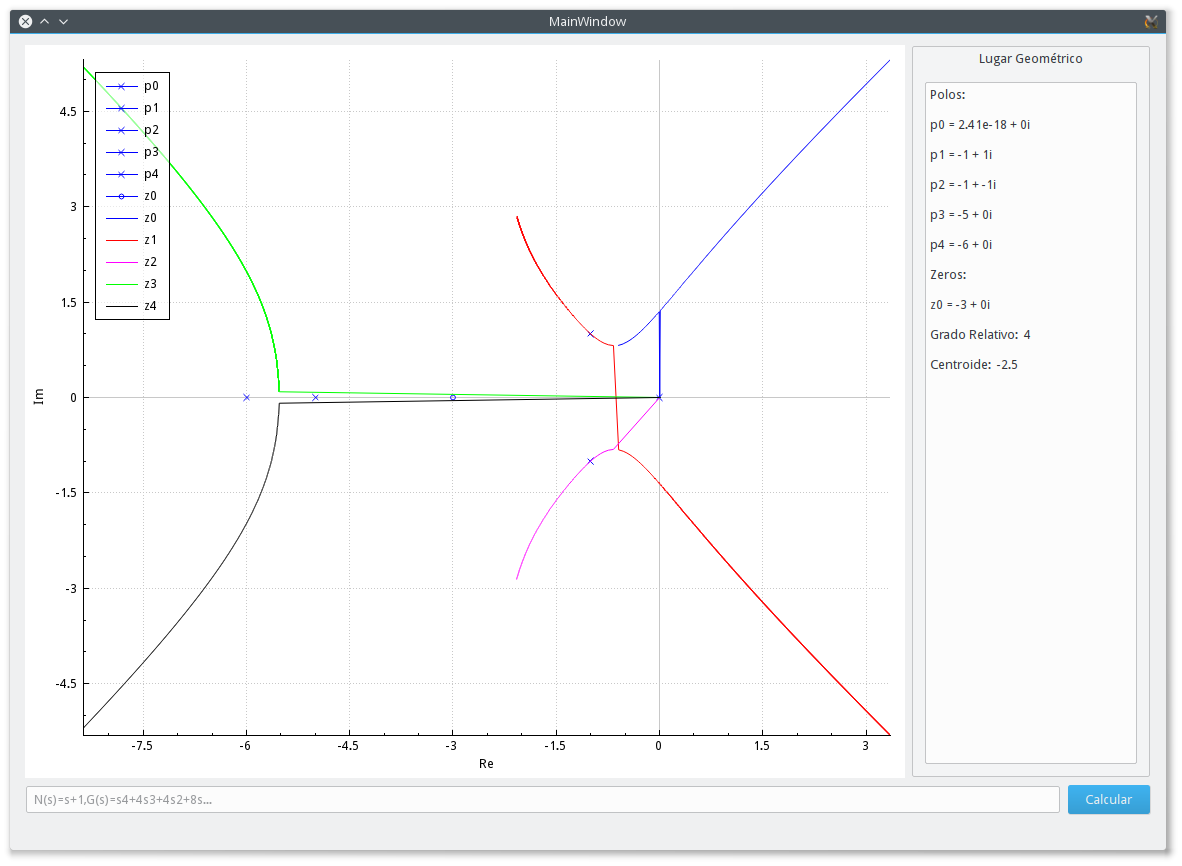 MainWindow
p0
p1
p2
p3
p4
z0
z0
z1
z2
z3
z4
4.5
3
1.5
0
-1.5
-3
-4.5
Im
-7.5
-6
-4.5
-3
-1.5
0
1.5
3
Re
Lugar Geométrico
Polos:
p0 = 2.41e-18 + 0i
p1 = -1 + 1i
p2 = -1 + -1i
p3 = -5 + 0i
p4 = -6 + 0i
Zeros:
z0 = -3 + 0i
Grado Relativo: 4
Centroide: -2.5
N(s)=s+1,G(s)=s4+4s3+4s2+8s...
Calcular